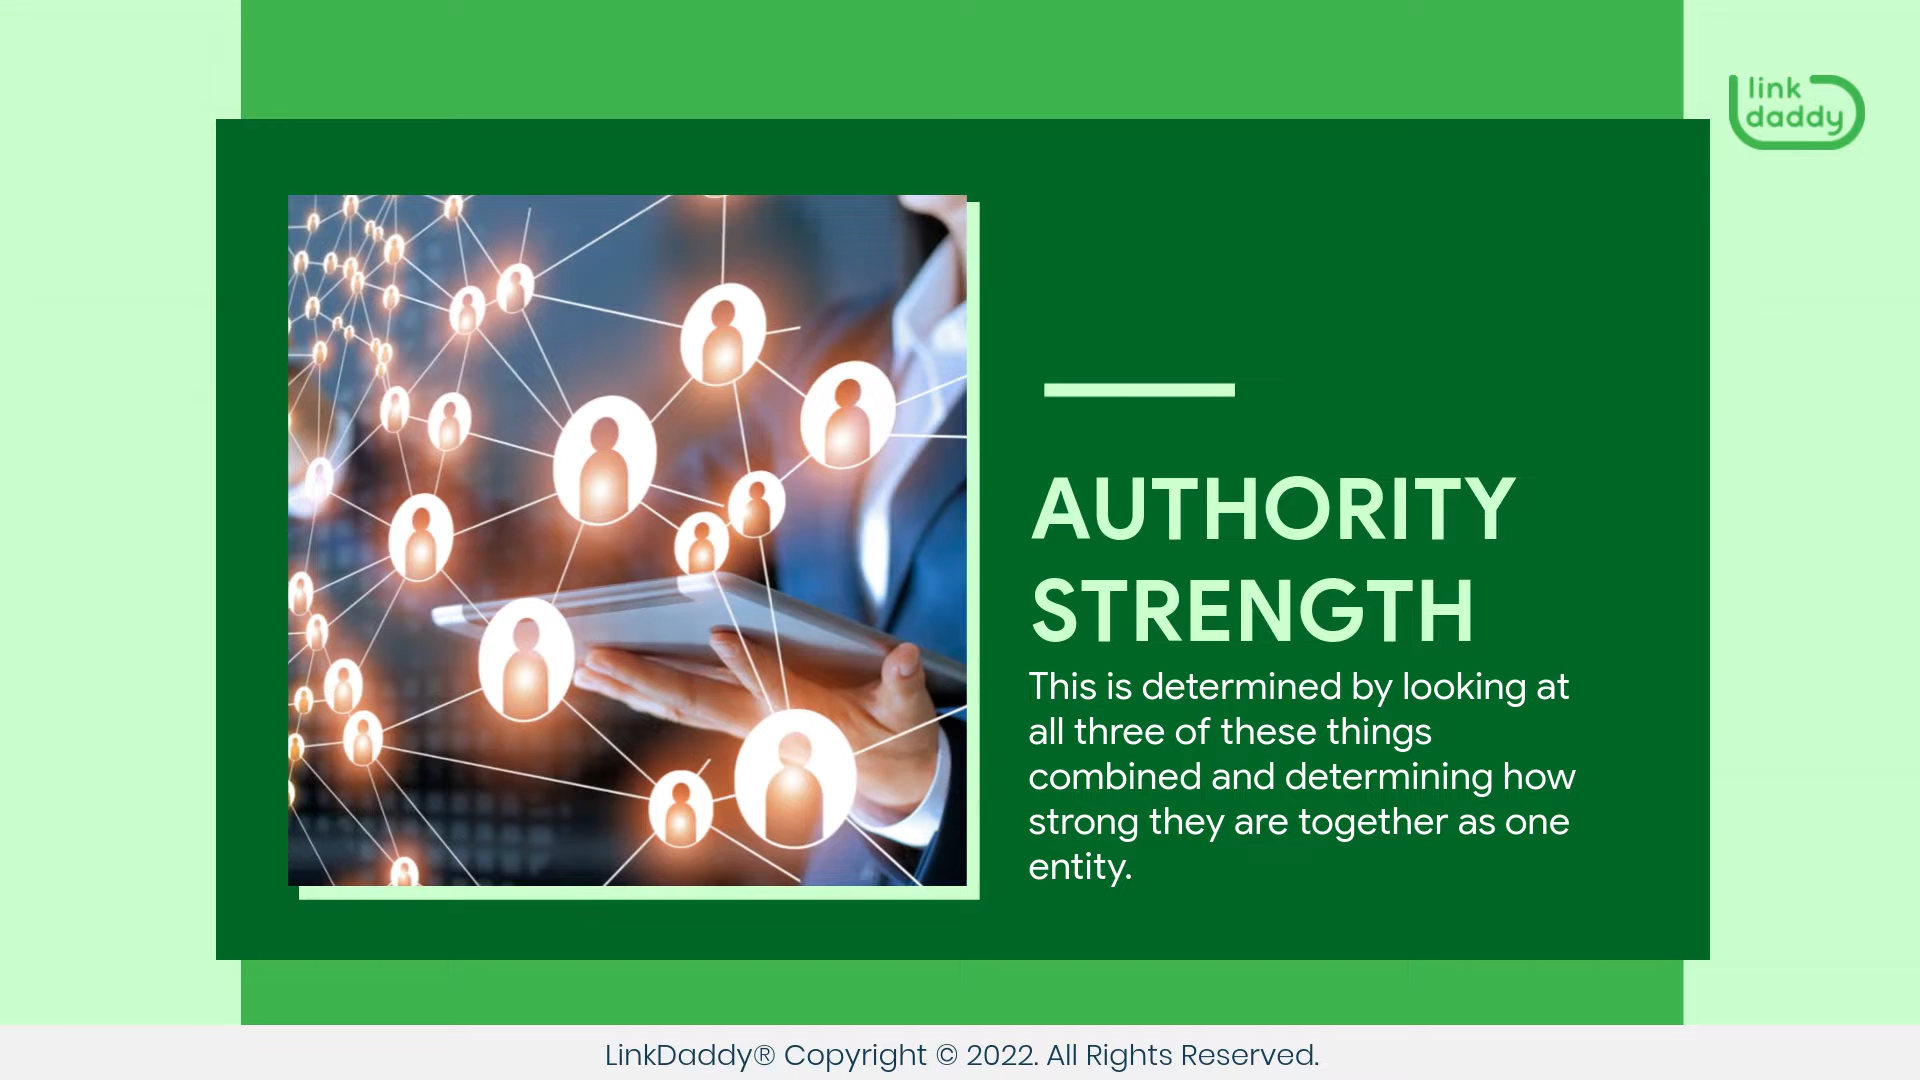 link
daddy
AUTHORITY
STRENGTH
This is determined by looking at
all three of these things
combined and determining how
strong they are together as one
entity.
LinkDaddy® Copyright © 2022. All Rights Reserved.